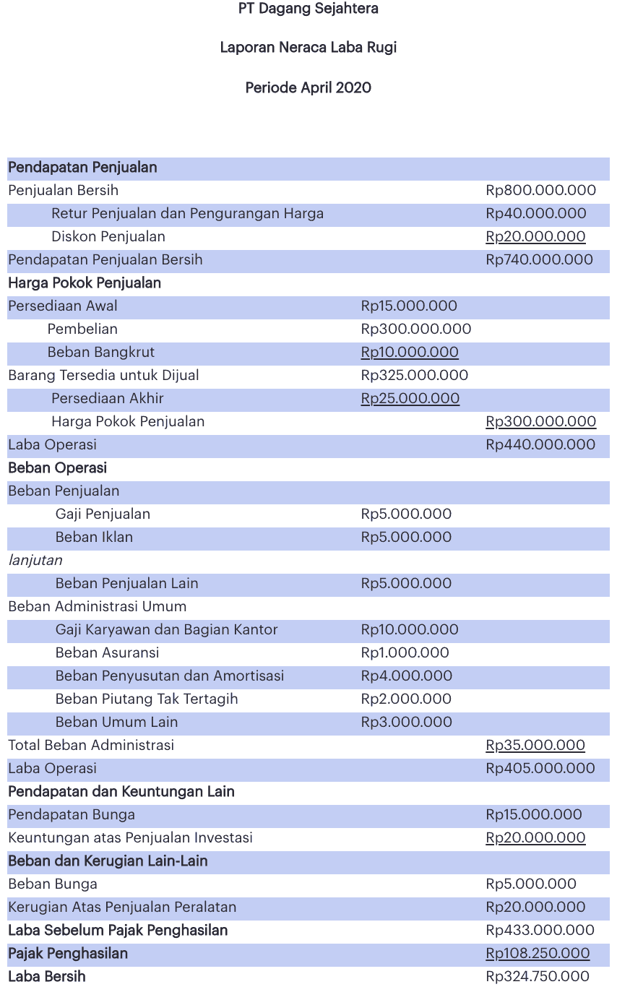 PT Dagang Sejahtera
Laporan Neraca Laba Rugi
Periode April 2020
Pendapatan Penjualan
Penjualan Bersih Rp800.000.000
Retur Penjualan dan Pengurangan Harga Rp40.000.000
Diskon Penjualan Rp20.000.000
Pendapatan Penjualan Bersih Rp740.000.000
Harga Pokok Penjualan
Persediaan Awal Rp15.000.000
Pembelian Rp300.000.000
Beban Bangkrut Rp10.000.000
Barang Tersedia untuk Dijual Rp325.000.000
Persediaan Akhir Rp25.000.000
Harga Pokok Penjualan Rp300.000.000
Laba Operasi Rp440.000.000
Beban Operasi
Beban Penjualan
Gaji Penjualan Rp5.000.000
Beban Iklan Rp5.000.000
lanjutan
Beban Penjualan Lain Rp5.000.000
Beban Administrasi Umum
Gaji Karyawan dan Bagian Kantor Rp10.000.000
Beban Asuransi Rp1.000.000
Beban Penyusutan dan Amortisasi Rp4.000.000
Beban Piutang Tak Tertagih Rp2.000.000
Beban Umum Lain Rp3.000.000
Total Beban Administrasi Rp35.000.000
Laba Operasi Rp405.000.000
Pendapatan dan Keuntungan Lain
Pendapatan Bunga Rp15.000.000
Keuntungan atas Penjualan Investasi Rp20.000.000
Beban dan Kerugian Lain-Lain
Beban Bunga Rp5.000.000
Kerugian Atas Penjualan Peralatan Rp20.000.000
Laba Sebelum Pajak Penghasilan Rp433.000.000
Pajak Penghasilan Rp108.250.000
Laba Bersih Rp324.750.000